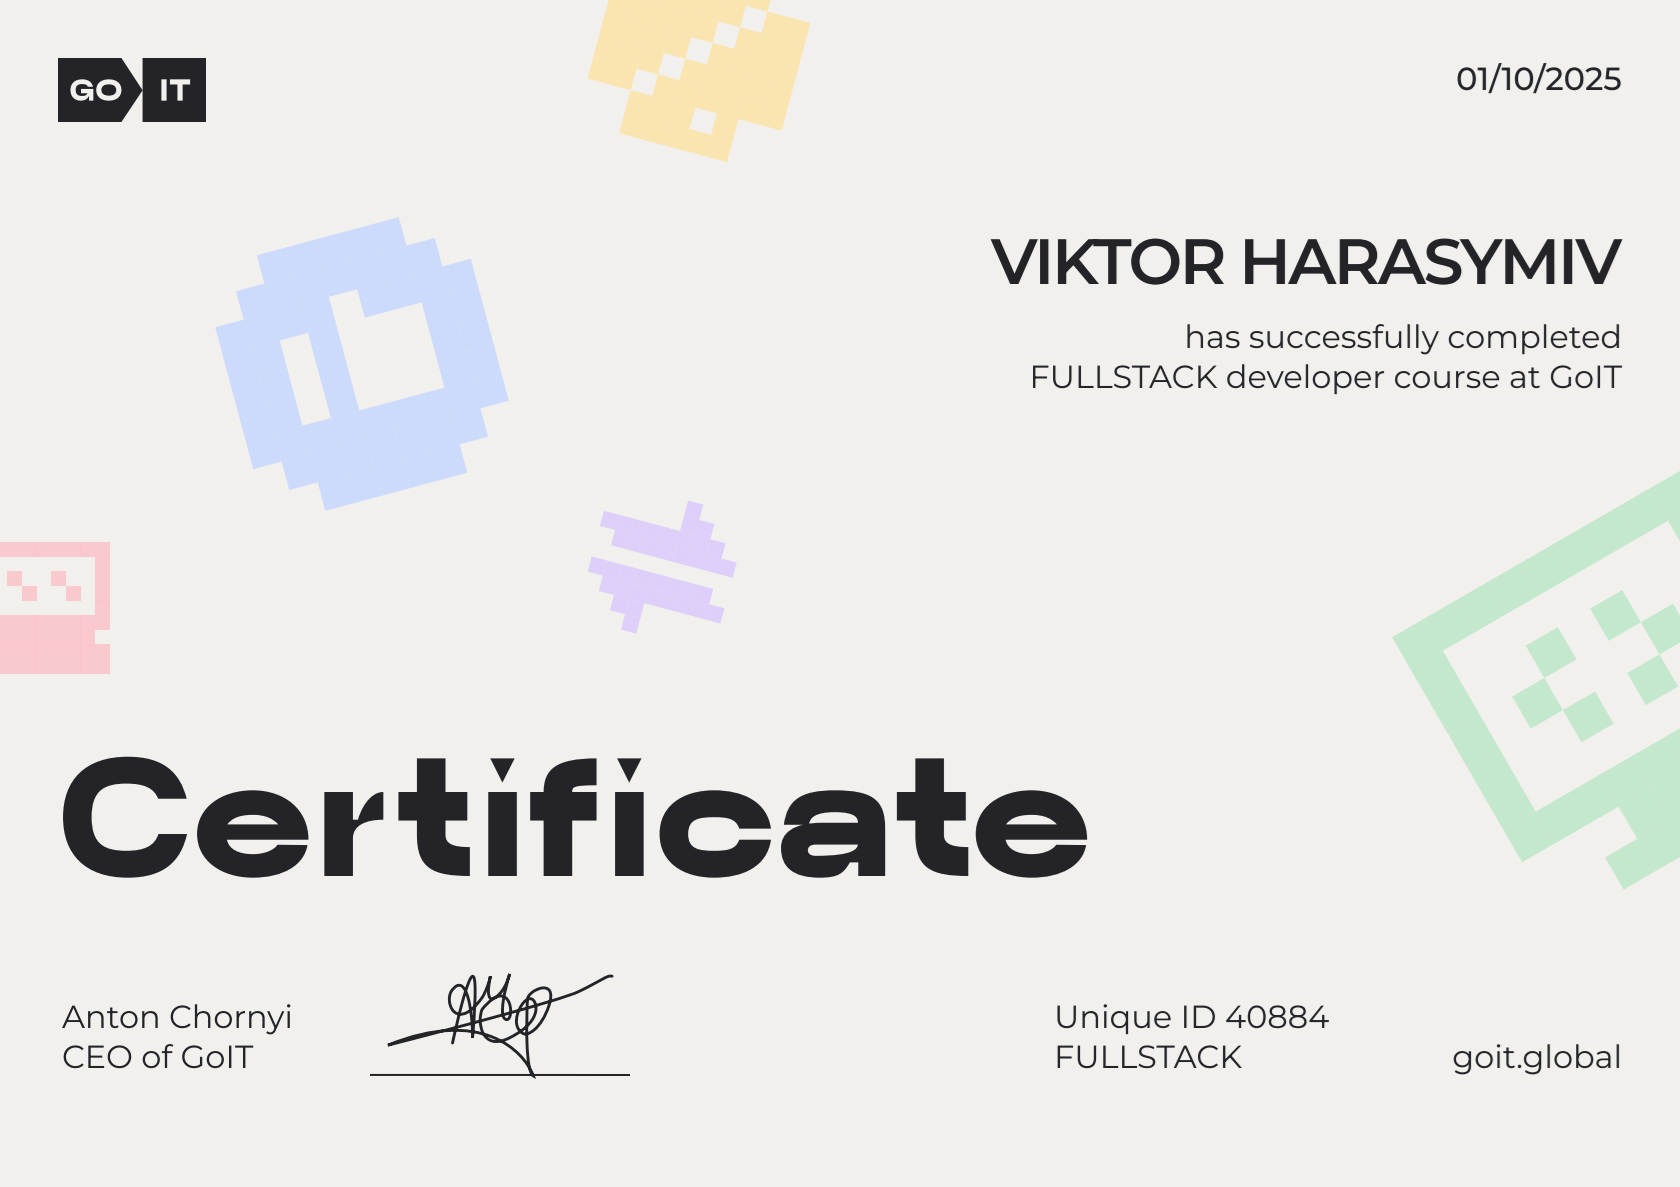 GO IT
01/10/2025
VIKTOR HARASYMIV
has successfully completed
FULLSTACK developer course at GoIT
Certificate
Anton Chornyi
CEO of GoIT
Unique ID 40884
FULLSTACK
goit.global